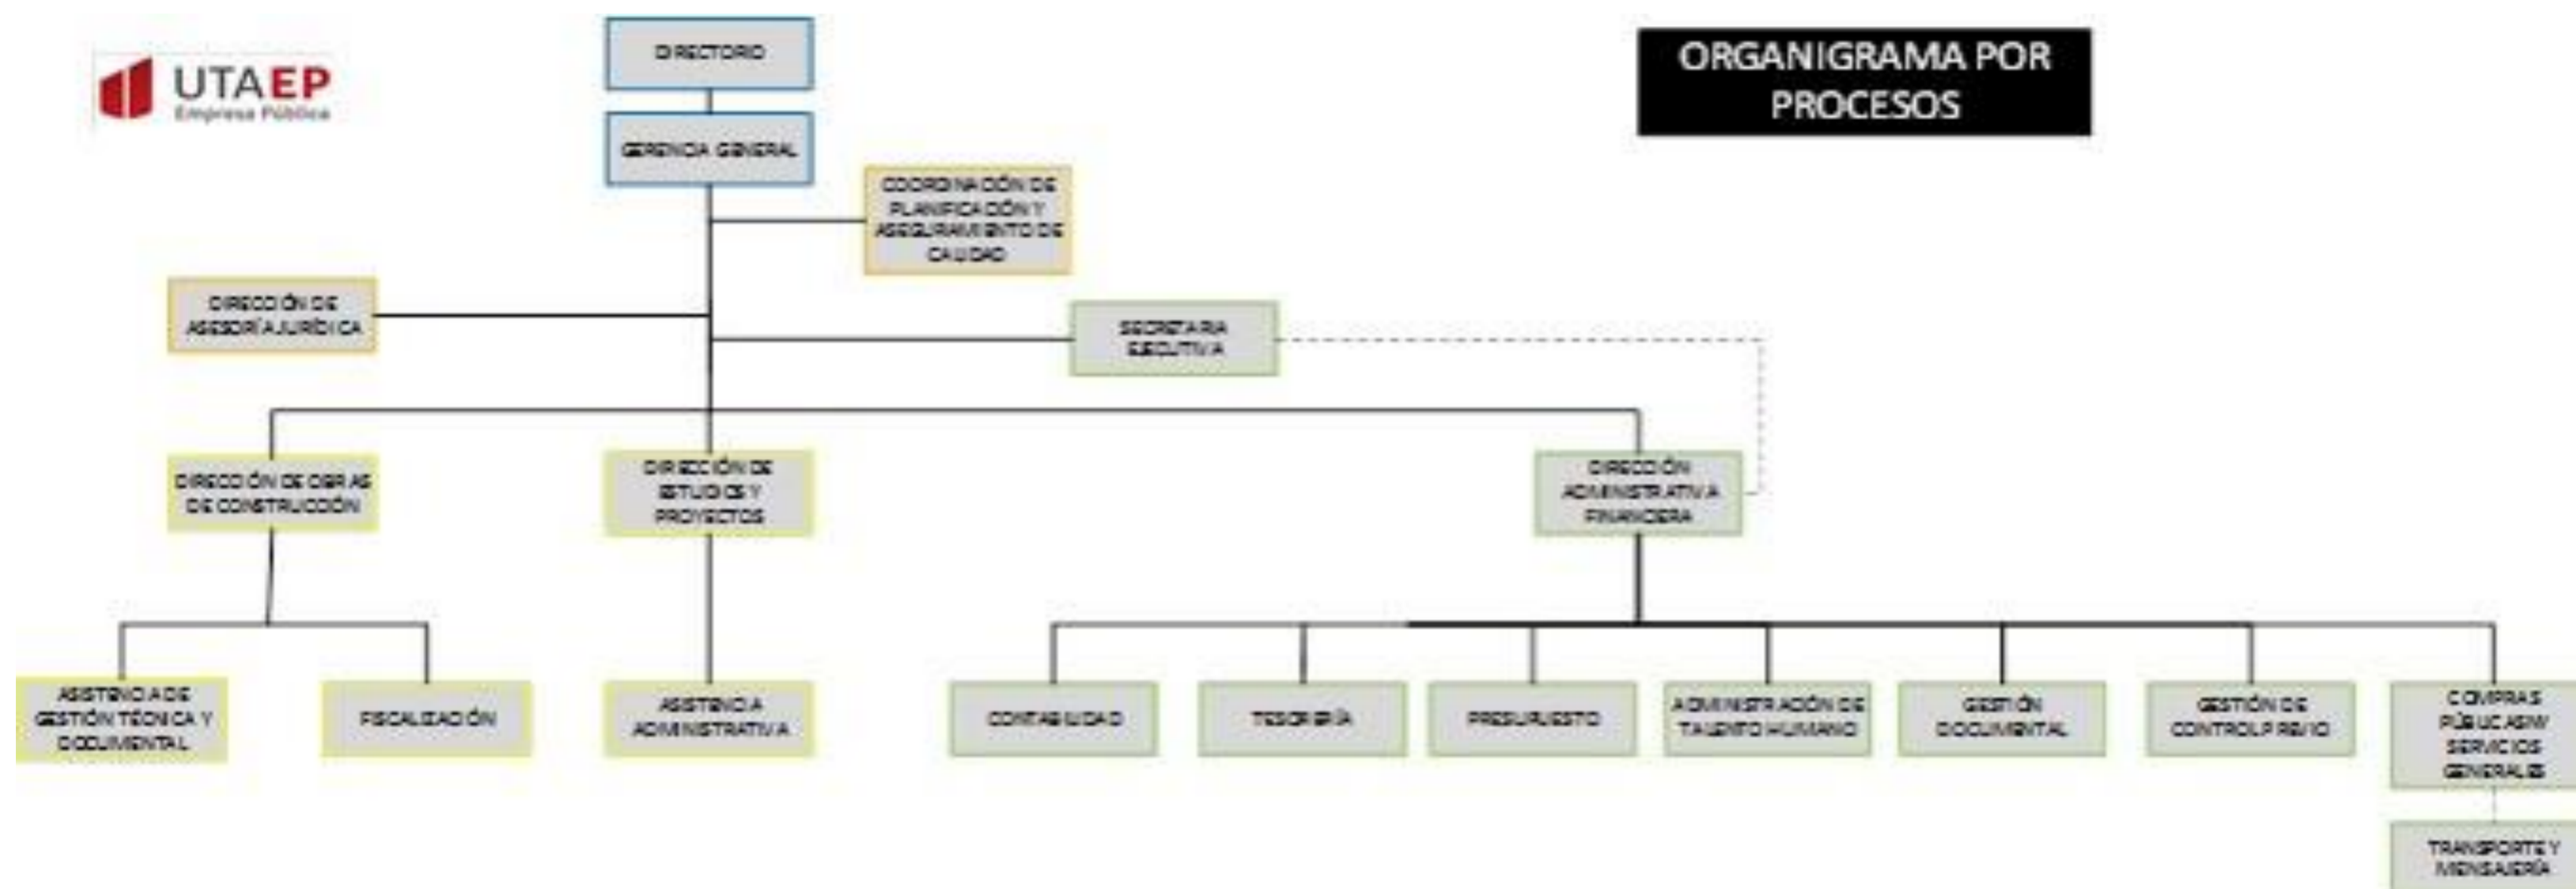 UTAEP
Empresa Pública
ORGANIGRAMA POR
PROCESOS
DIRECTORIO
GERENCIA GENERAL
COORDINACIÓN DE
PLANIFICACIÓN Y
ASEGURAMIENTO DE
CALIDAD
DIRECCIÓN DE
ASESORÍA JURÍDICA
SECRETARIA
EJECUTIVA
DIRECCIÓN DE OBRAS
DE CONSTRUCCIÓN
DIRECCIÓN DE
ESTUDIOS Y
PROYECTOS
DIRECCIÓN
ADMINISTRATIVA
FINANCIERA
ASISTENCIA DE
GESTIÓN TÉCNICA Y
DOCUMENTAL
FISCALIZACIÓN
ASISTENCIA
ADMINISTRATIVA
CONTABILIDAD
TESORERÍA
PRESUPUESTO
ADMINISTRACIÓN DE
TALENTO HUMANO
GESTIÓN
DOCUMENTAL
GESTIÓN DE
CONTROL PREVIO
COMPRAS
PÚBLICAS Y/
SERVICIOS
GENERALES
TRANSPORTE Y
MENSAJERÍA